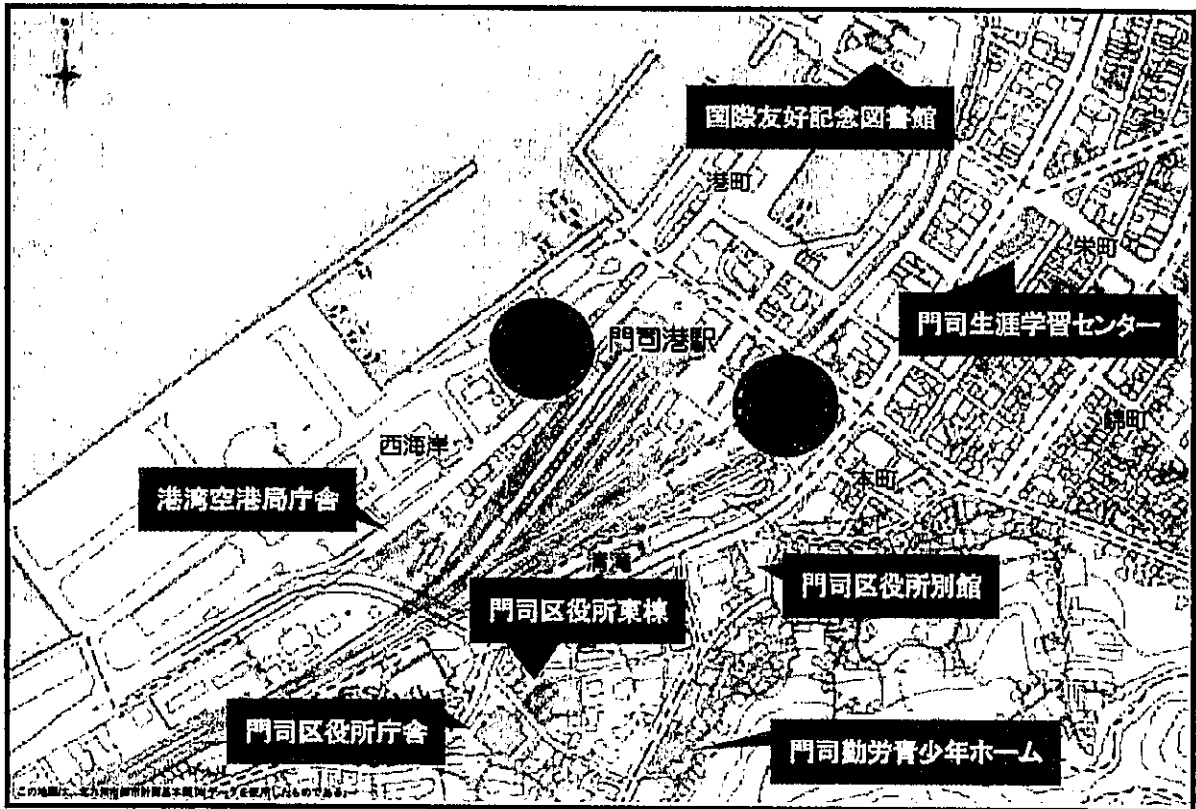 国際友好記念図書館
港町
栄町
門司生涯学習センター
門司港駅
錦町
西海岸
本町
港湾空港局庁舎
清滝
門司区役所別館
門司区役所東棟
門司区役所庁舎
門司勤労青少年ホーム